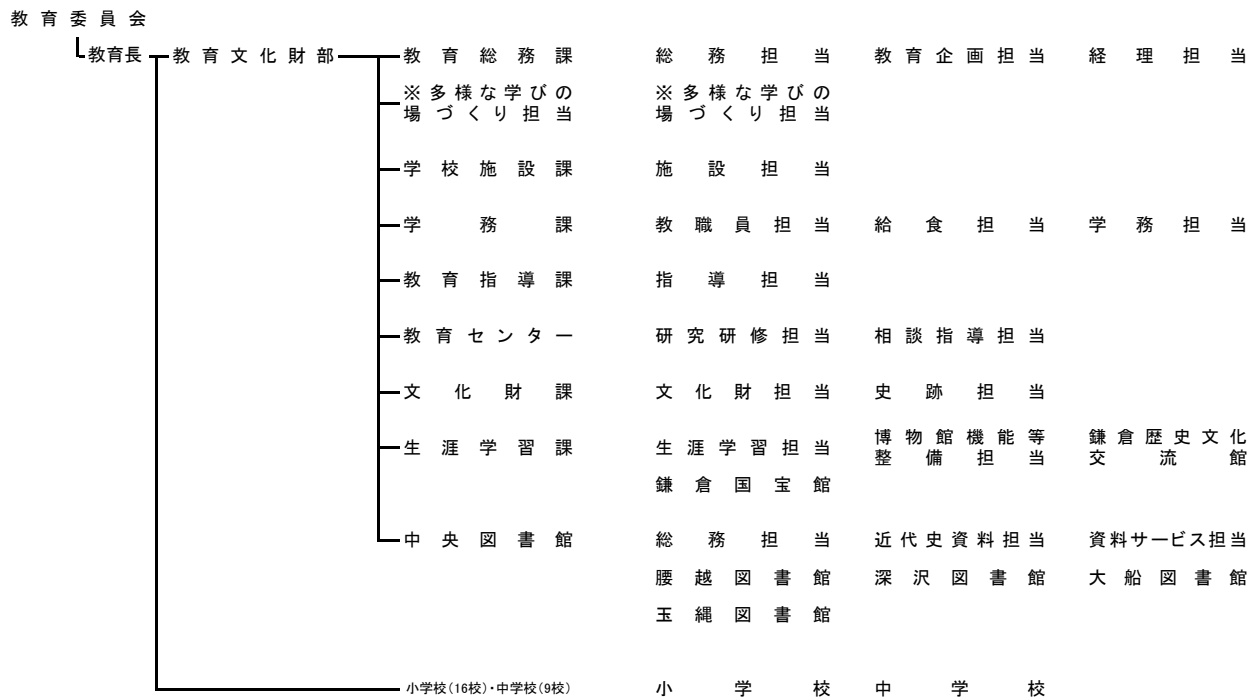 教育委員会
教育長 教育文化財部 教育総務課 総務担当 教育企画担当 経理担当
※多様な学びの ※多様な学びの
場づくり担当 場づくり担当
学校施設課 施設担当
学務課 教職員担当 給食担当 学務担当
教育指導課 指導担当
教育センター 研究研修担当 相談指導担当
文化財課 文化財担当 史跡担当
生涯学習課 生涯学習担当 博物館機能等整備担当 鎌倉歴史文化交流館
鎌倉国宝館
中央図書館 総務担当 近代史資料担当 資料サービス担当
腰越図書館 深沢図書館 大船図書館
玉縄図書館
小学校(16校)・中学校(9校) 小学校 中学校